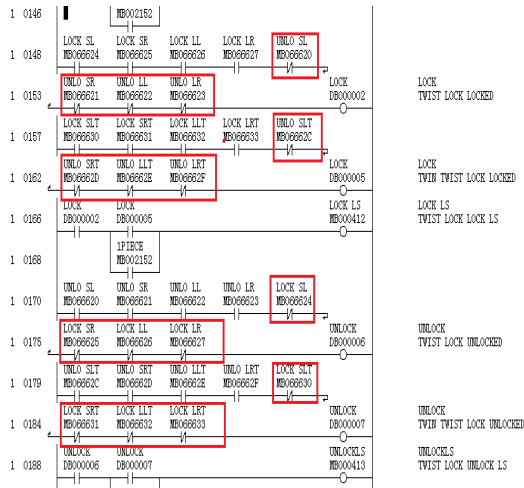 1 0146 MB002152
LOCK SL LOCK SR LOCK LL LOCK LR UNLO SL
1 0148 MB066624 MB066625 MB066626 MB066627 MB066620
UNLO SR UNLO LL UNLO LR LOCK LOCK
1 0153 MB066621 MB066622 MB066623 DB000002 TWIST LOCK LOCKED
LOCK SLT LOCK SRT LOCK LLT LOCK LRT UNLO SLT
1 0157 MB066630 MB066631 MB066632 MB066633 MB06662C
UNLO SRT UNLO LLT UNLO LRT LOCK LOCK
1 0162 MB06662D MB06662E MB06662F DB000005 TWIN TWIST LOCK LOCKED
LOCK LOCK LOCK LS LOCK LS
1 0166 DB000002 DB000005 MB000412 TWIST LOCK LOCK LS
1PIECE
1 0168 MB002152
UNLO SL UNLO SR UNLO LL UNLO LR LOCK SL
1 0170 MB066620 MB066621 MB066622 MB066623 MB066624
LOCK SR LOCK LL LOCK LR UNLOCK UNLOCK
1 0175 MB066625 MB066626 MB066627 DB000006 TWIST LOCK UNLOCKED
UNLO SLT UNLO SRT UNLO LLT UNLO LRT LOCK SLT
1 0179 MB06662C MB06662D MB06662E MB06662F MB066630
LOCK SRT LOCK LLT LOCK LRT UNLOCK UNLOCK
1 0184 MB066631 MB066632 MB066633 DB000007 TWIN TWIST LOCK UNLOCKED
UNLOCK UNLOCK UNLOCKLS UNLOCKLS
1 0188 DB000006 DB000007 MB000413 TWIST LOCK UNLOCK LS